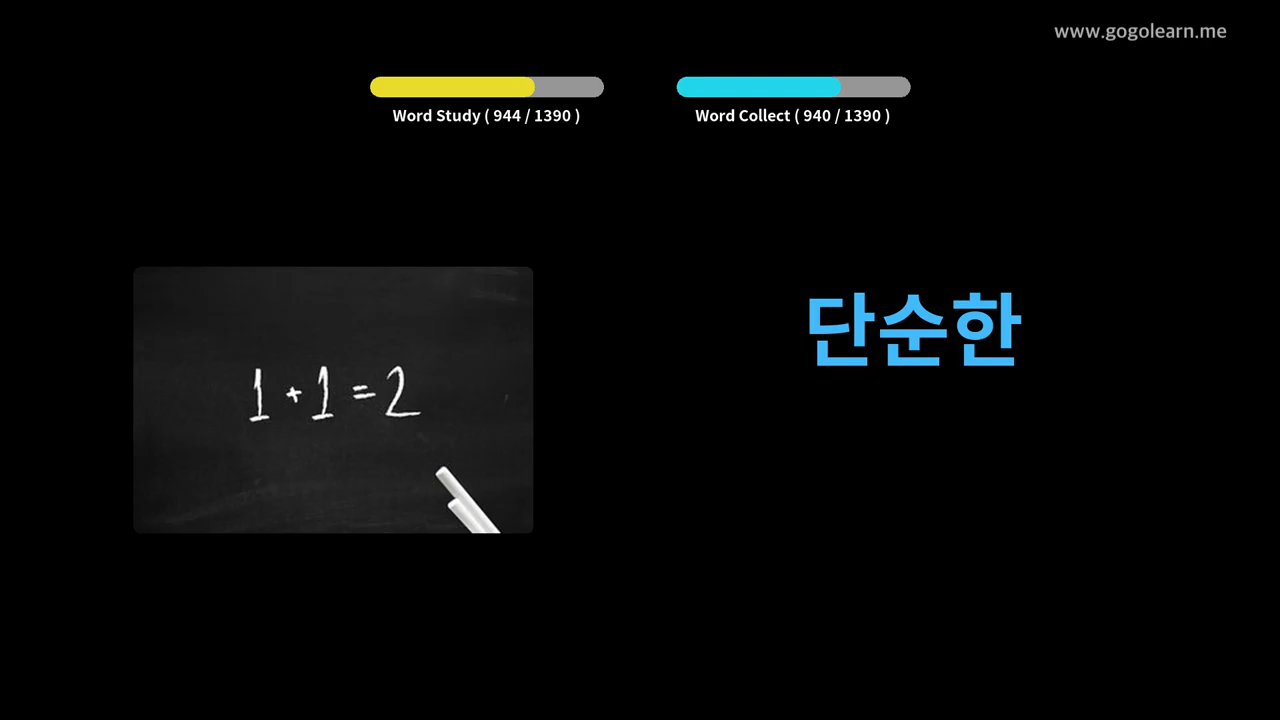 www.gogolearn.me
Word Study ( 944 / 1390 )
Word Collect ( 940 / 1390 )
1 + 1 = 2
단순한